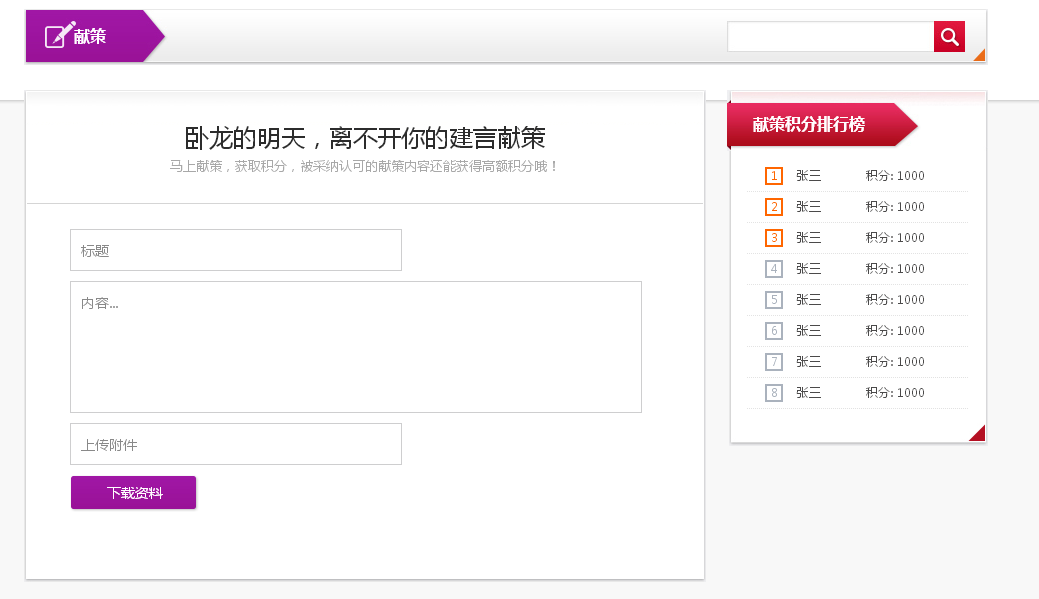 献策
卧龙的明天，离不开你的建言献策
马上献策，获取积分，被采纳认可的献策内容还能获得高额积分哦！
标题
内容...
上传附件
下载资料
献策积分排行榜
1 张三 积分: 1000
2 张三 积分: 1000
3 张三 积分: 1000
4 张三 积分: 1000
5 张三 积分: 1000
6 张三 积分: 1000
7 张三 积分: 1000
8 张三 积分: 1000